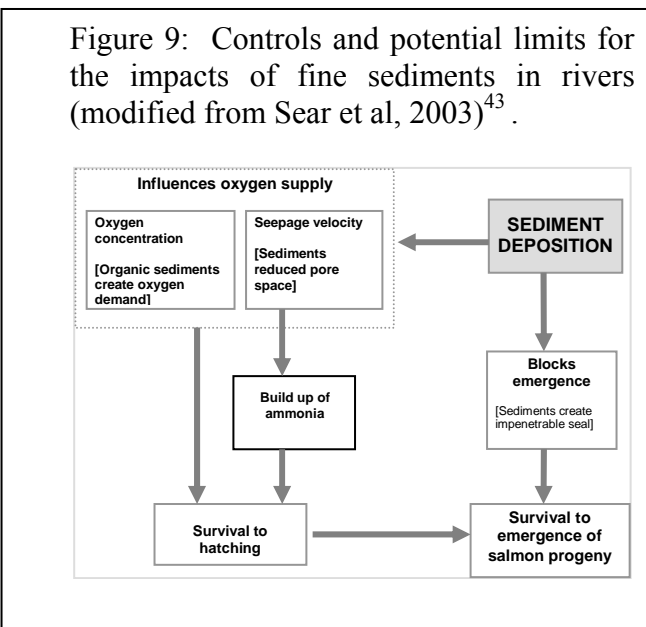 Figure 9: Controls and potential limits for
the impacts of fine sediments in rivers
(modified from Sear et al, 2003)43 .
Influences oxygen supply
Oxygen
concentration
[Organic sediments
create oxygen
demand]
Seepage velocity
[Sediments
reduced pore
space]
SEDIMENT
DEPOSITION
Build up of
ammonia
Blocks
emergence
[Sediments create
impenetrable seal]
Survival to
hatching
Survival to
emergence of
salmon progeny